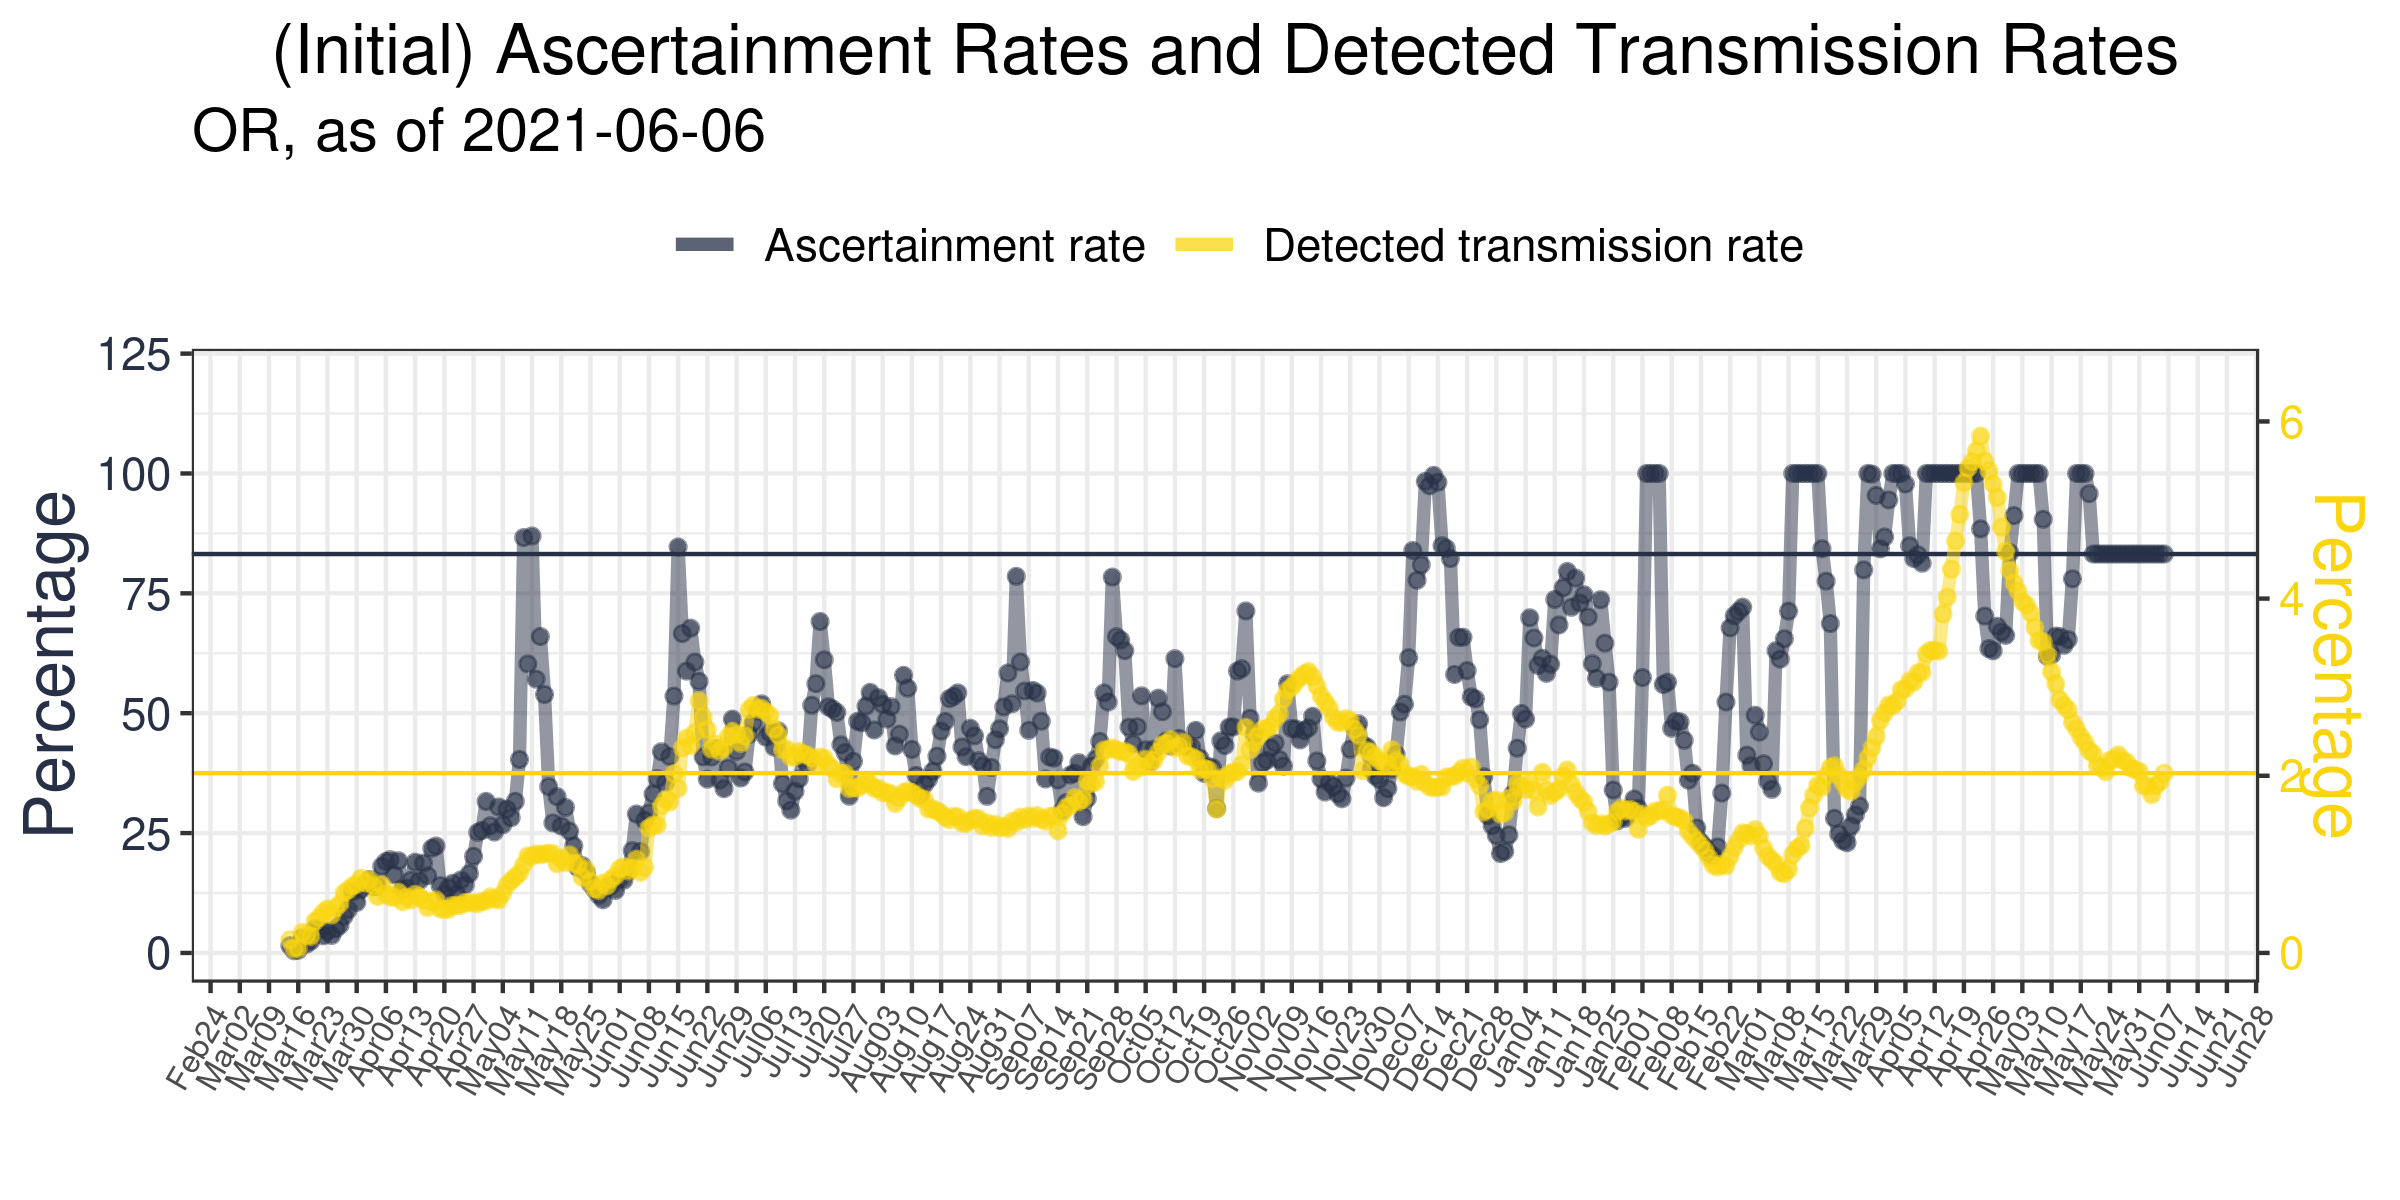 (Initial) Ascertainment Rates and Detected Transmission Rates
OR, as of 2021-06-06
Ascertainment rate
Detected transmission rate
Percentage
125
100
75
50
25
0
6
4
2
0
Percentage
Feb24
Mar02
Mar09
Mar16
Mar23
Mar30
Apr06
Apr13
Apr20
Apr27
May04
May11
May18
May25
Jun01
Jun08
Jun15
Jun22
Jun29
Jul06
Jul13
Jul20
Jul27
Aug03
Aug10
Aug17
Aug24
Aug31
Sep07
Sep14
Sep21
Sep28
Oct05
Oct12
Oct19
Oct26
Nov02
Nov09
Nov16
Nov23
Nov30
Dec07
Dec14
Dec21
Dec28
Jan04
Jan11
Jan18
Jan25
Feb01
Feb08
Feb15
Feb22
Mar01
Mar08
Mar15
Mar22
Mar29
Apr05
Apr12
Apr19
Apr26
May03
May10
May17
May24
May31
Jun07
Jun14
Jun21
Jun28